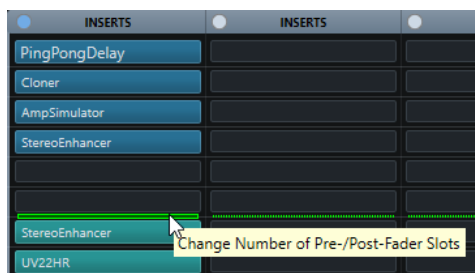 INSERTS INSERTS
PingPongDelay
Cloner
AmpSimulator
StereoEnhancer
StereoEnhancer
Change Number of Pre-/Post-Fader Slots
UV22HR